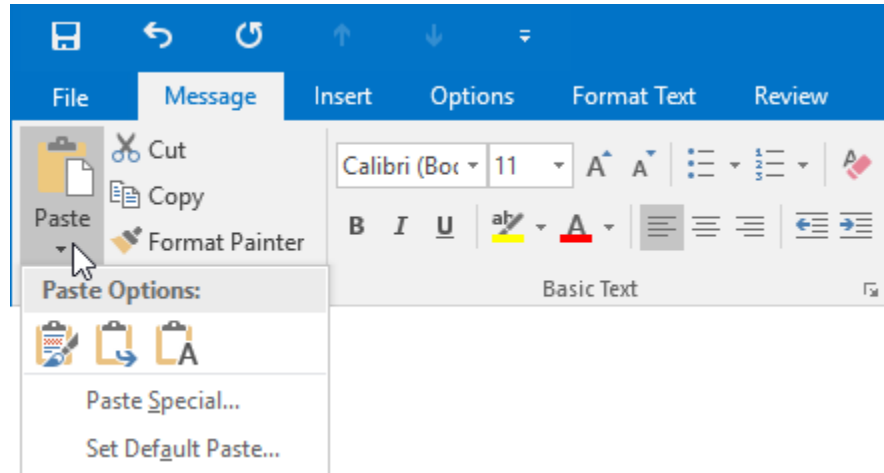 File Message Insert Options Format Text Review
Cut
Calibri (Boc 11
Copy
Paste
Format Painter
B I U ab A
Basic Text
Paste Options:
Paste Special...
Set Default Paste...